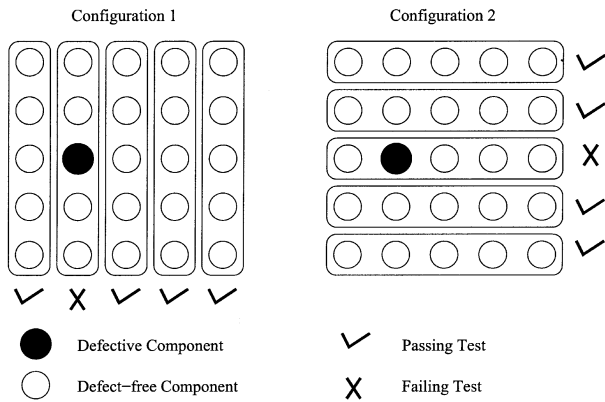 Configuration 1
Configuration 2
Defective Component
Passing Test
Defect-free Component
Failing Test